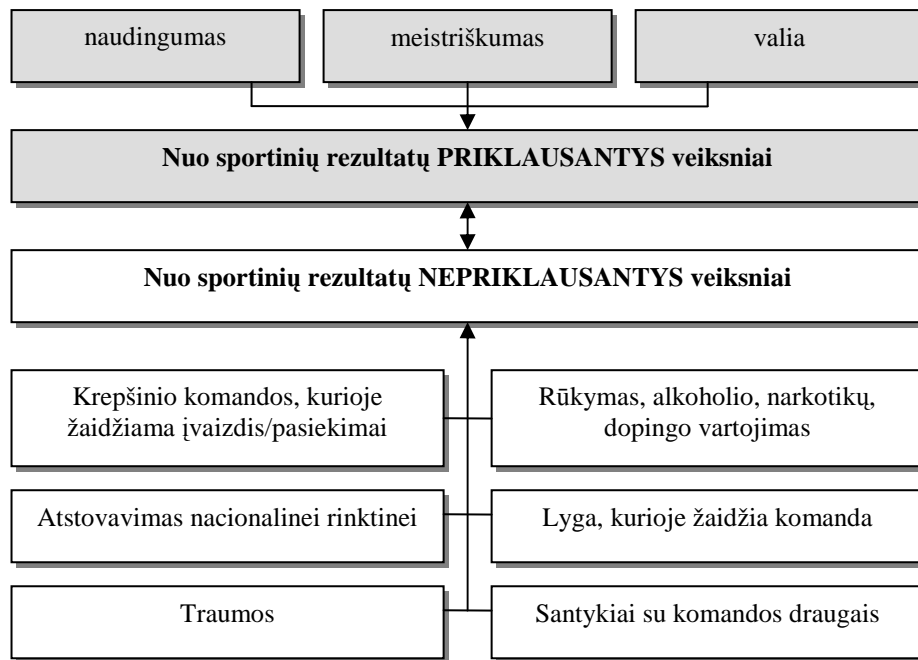 naudingumas
meistriškumas
valia
Nuo sportinių rezultatų PRIKLAUSANTYS veiksniai
Nuo sportinių rezultatų NEPRIKLAUSANTYS veiksniai
Krepšinio komandos, kurioje
žaidžiama įvaizdis/pasiekimai
Rūkymas, alkoholio, narkotikų,
dopingo vartojimas
Atstovavimas nacionalinei rinktinei
Lyga, kurioje žaidžia komanda
Traumos
Santykiai su komandos draugais